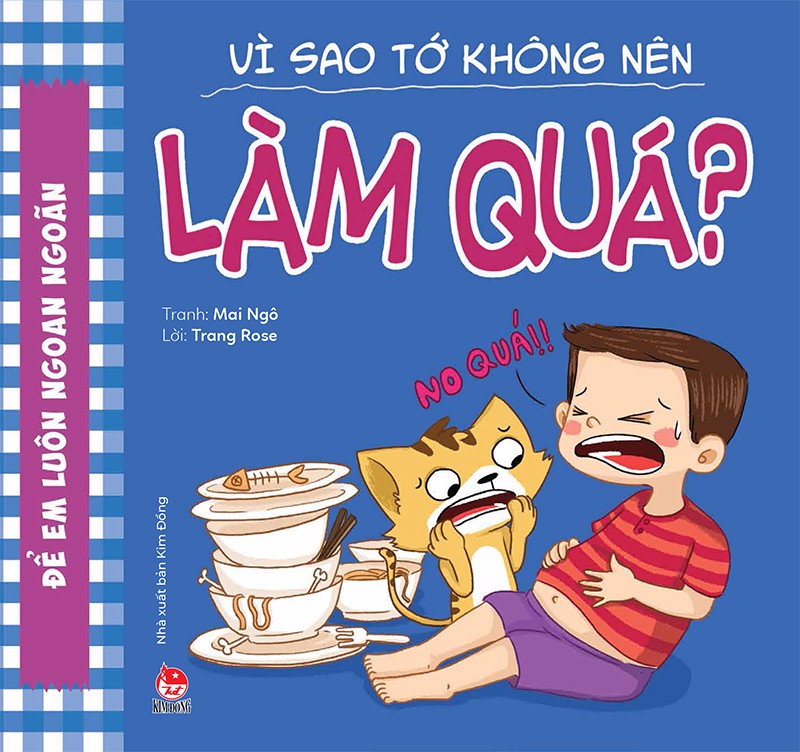 VÌ SAO TỚ KHÔNG NÊN
LÀM QUÁ?
Tranh: Mai Ngô
Lời: Trang Rose
NO QUÁ!!
ĐỂ EM LUÔN NGOAN NGOÃN
Nhà xuất bản Kim Đồng
KIM ĐỒNG